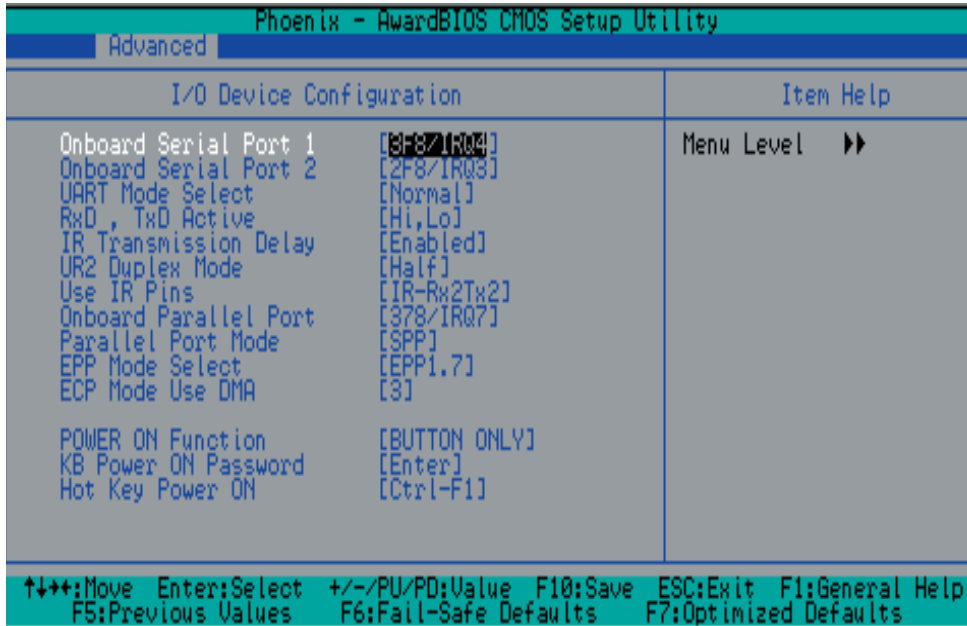 Phoenix - AwardBIOS CMOS Setup Utility
Advanced
I/O Device Configuration
Item Help
Onboard Serial Port 1 [3F8/IRQ4]
Menu Level ▶▶
Onboard Serial Port 2 [2F8/IRQ3]
UART Mode Select [Normal]
RxD , TxD Active [Hi,Lo]
IR Transmission Delay [Enabled]
UR2 Duplex Mode [Half]
Use IR Pins [IR-Rx2Tx2]
Onboard Parallel Port [378/IRQ7]
Parallel Port Mode [SPP]
EPP Mode Select [EPP1.7]
ECP Mode Use DMA [3]
POWER ON Function [BUTTON ONLY]
KB Power ON Password [Enter]
Hot Key Power ON [Ctrl-F1]
↑↓→←:Move Enter:Select +/-/PU/PD:Value F10:Save ESC:Exit F1:General Help
F5:Previous Values F6:Fail-Safe Defaults F7:Optimized Defaults